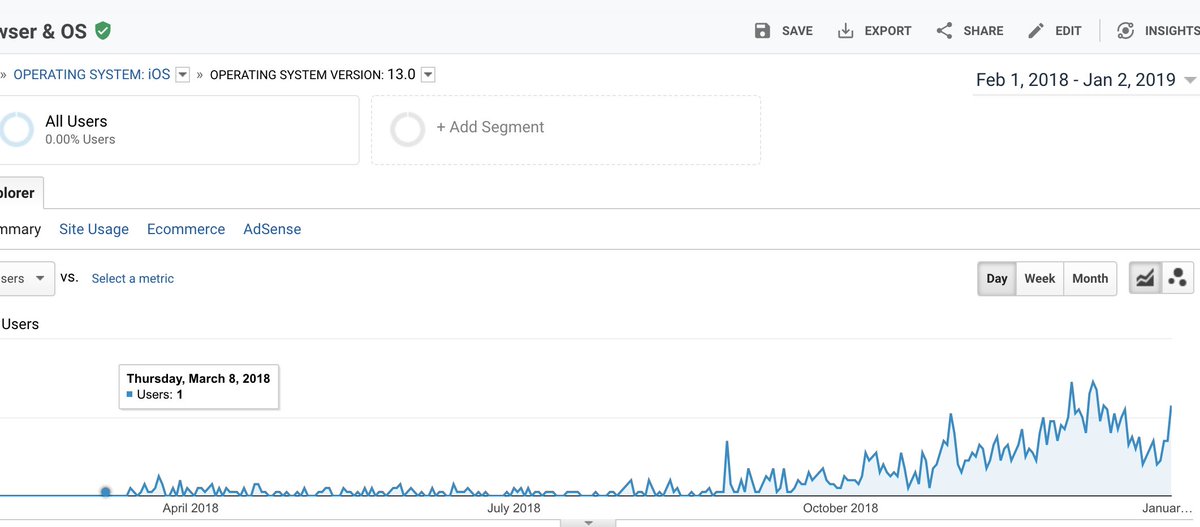 wser & OS SAVE EXPORT SHARE EDIT INSIGHTS
» OPERATING SYSTEM: iOS » OPERATING SYSTEM VERSION: 13.0
Feb 1, 2018 - Jan 2, 2019
All Users
0.00% Users
+ Add Segment
plorer
mmary Site Usage Ecommerce AdSense
sers vs. Select a metric Day Week Month
Users
Thursday, March 8, 2018
Users: 1
April 2018 July 2018 October 2018 Januar...